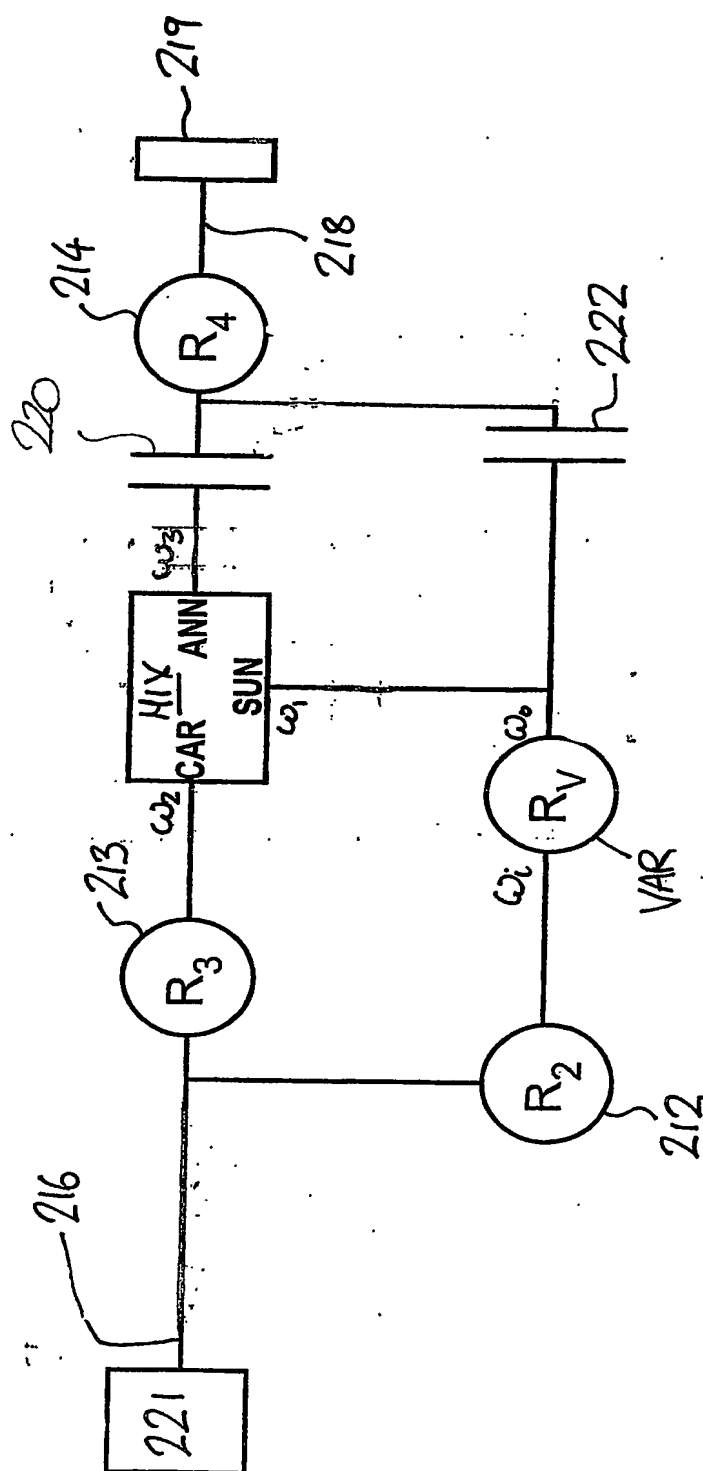 221
216
213
R3
R2
212
ω2
MIX
CAR
ANN
SUN
ω3
ω1
ωi
RV
VAR
ωo
220
214
R4
218
219
222